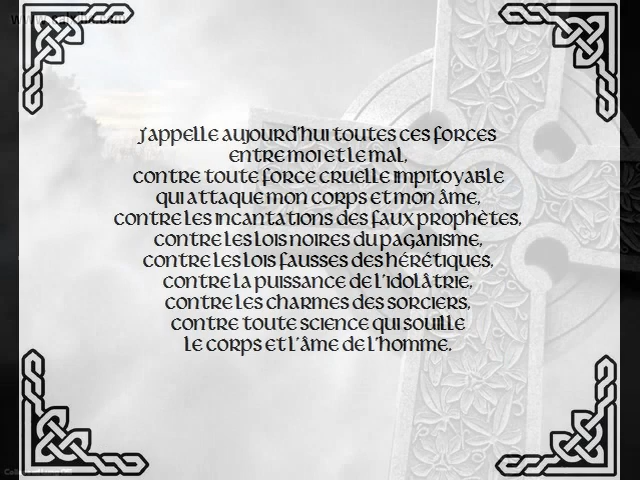 J'appelle aujourd'hui toutes ces forces
entre moi et le mal,
contre toute force cruelle impitoyable
qui attaque mon corps et mon âme,
contre les incantations des faux prophètes,
contre les lois noires du paganisme,
contre les lois fausses des hérétiques,
contre la puissance de l'idolâtrie,
contre les charmes des sorciers,
contre toute science qui souille
le corps et l'âme de l'homme.